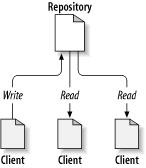 Repository
Write Read Read
Client Client Client